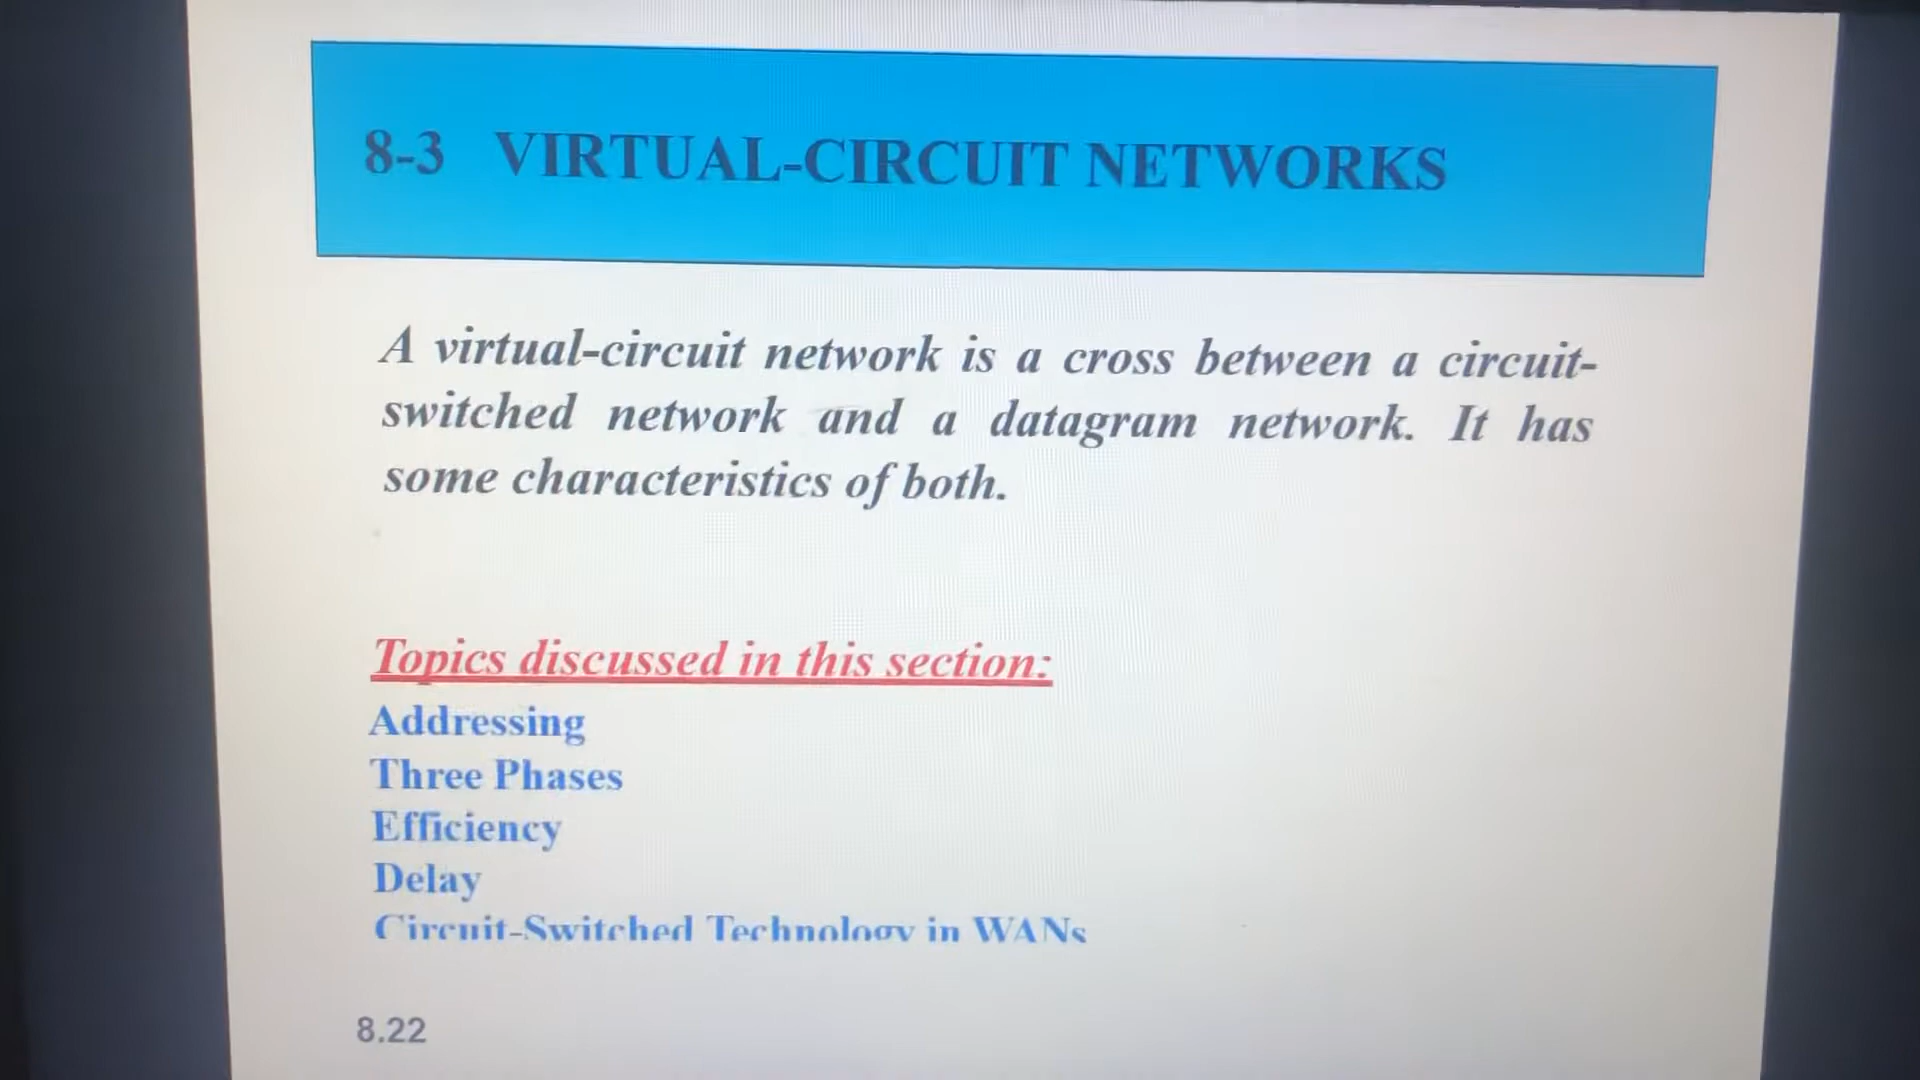 8-3 VIRTUAL-CIRCUIT NETWORKS
A virtual-circuit network is a cross between a circuit-
switched network and a datagram network. It has
some characteristics of both.
Topics discussed in this section:
Addressing
Three Phases
Efficiency
Delay
Circuit-Switched Technology in WANs
8.22